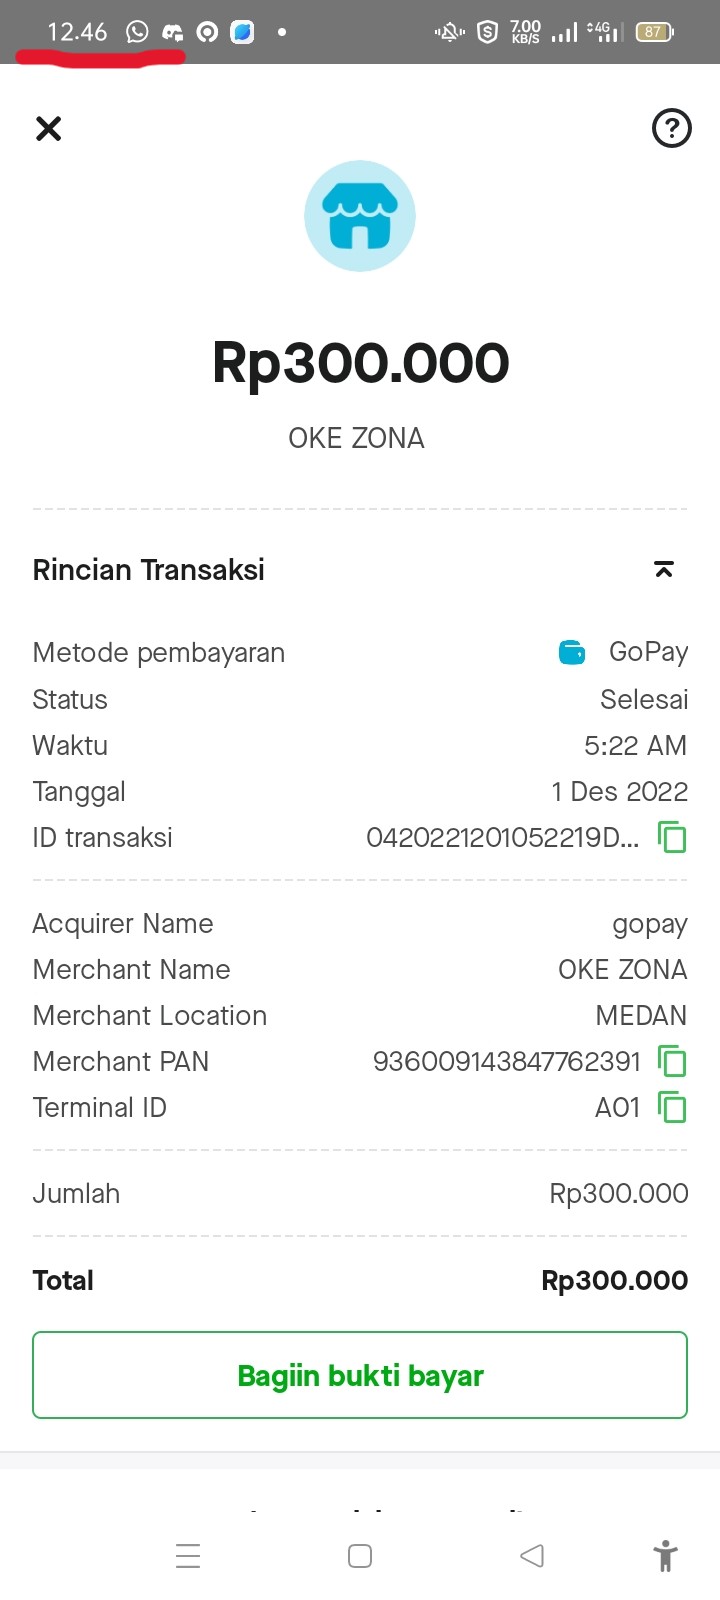 12.46
7.00
KB/S
4G
87
Rp300.000
OKE ZONA
Rincian Transaksi
Metode pembayaran GoPay
Status Selesai
Waktu 5:22 AM
Tanggal 1 Des 2022
ID transaksi 0420221201052219D...
Acquirer Name gopay
Merchant Name OKE ZONA
Merchant Location MEDAN
Merchant PAN 936009143847762391
Terminal ID A01
Jumlah Rp300.000
Total Rp300.000
Bagiin bukti bayar